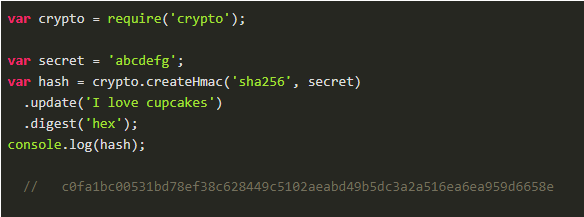 var crypto = require('crypto');
var secret = 'abcdefg';
var hash = crypto.createHmac('sha256', secret)
.update('I love cupcakes')
.digest('hex');
console.log(hash);
// c0fa1bc00531bd78ef38c628449c5102aeabd49b5dc3a2a516ea6ea959d6658e